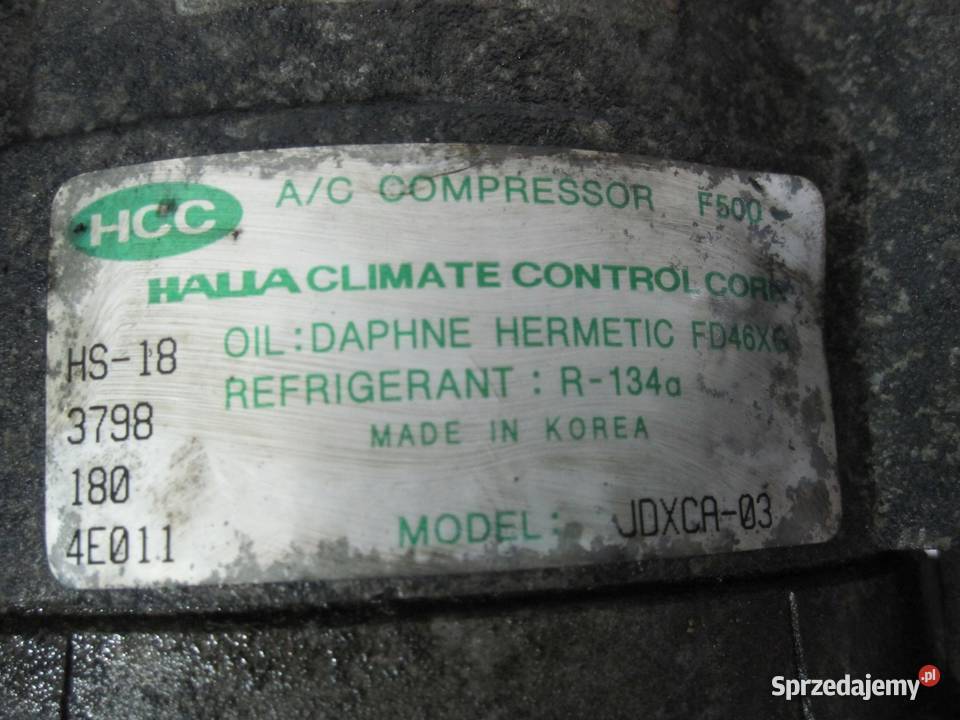 HCC A/C COMPRESSOR F500
HALLA CLIMATE CONTROL CORP
OIL: DAPHNE HERMETIC FD46XG
HS-18
REFRIGERANT: R-134a
3798
MADE IN KOREA
180
MODEL: JDXCA-03
4E011
Sprzedajemy.pl